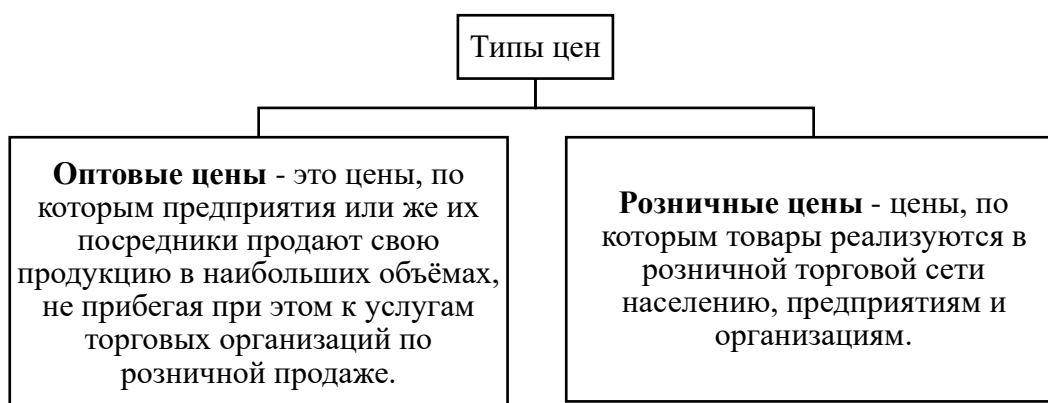 Типы цен
Оптовые цены - это цены, по
которым предприятия или же их
посредники продают свою
продукцию в наибольших объёмах,
не прибегая при этом к услугам
торговых организаций по
розничной продаже.
Розничные цены - цены, по
которым товары реализуются в
розничной торговой сети
населению, предприятиям и
организациям.